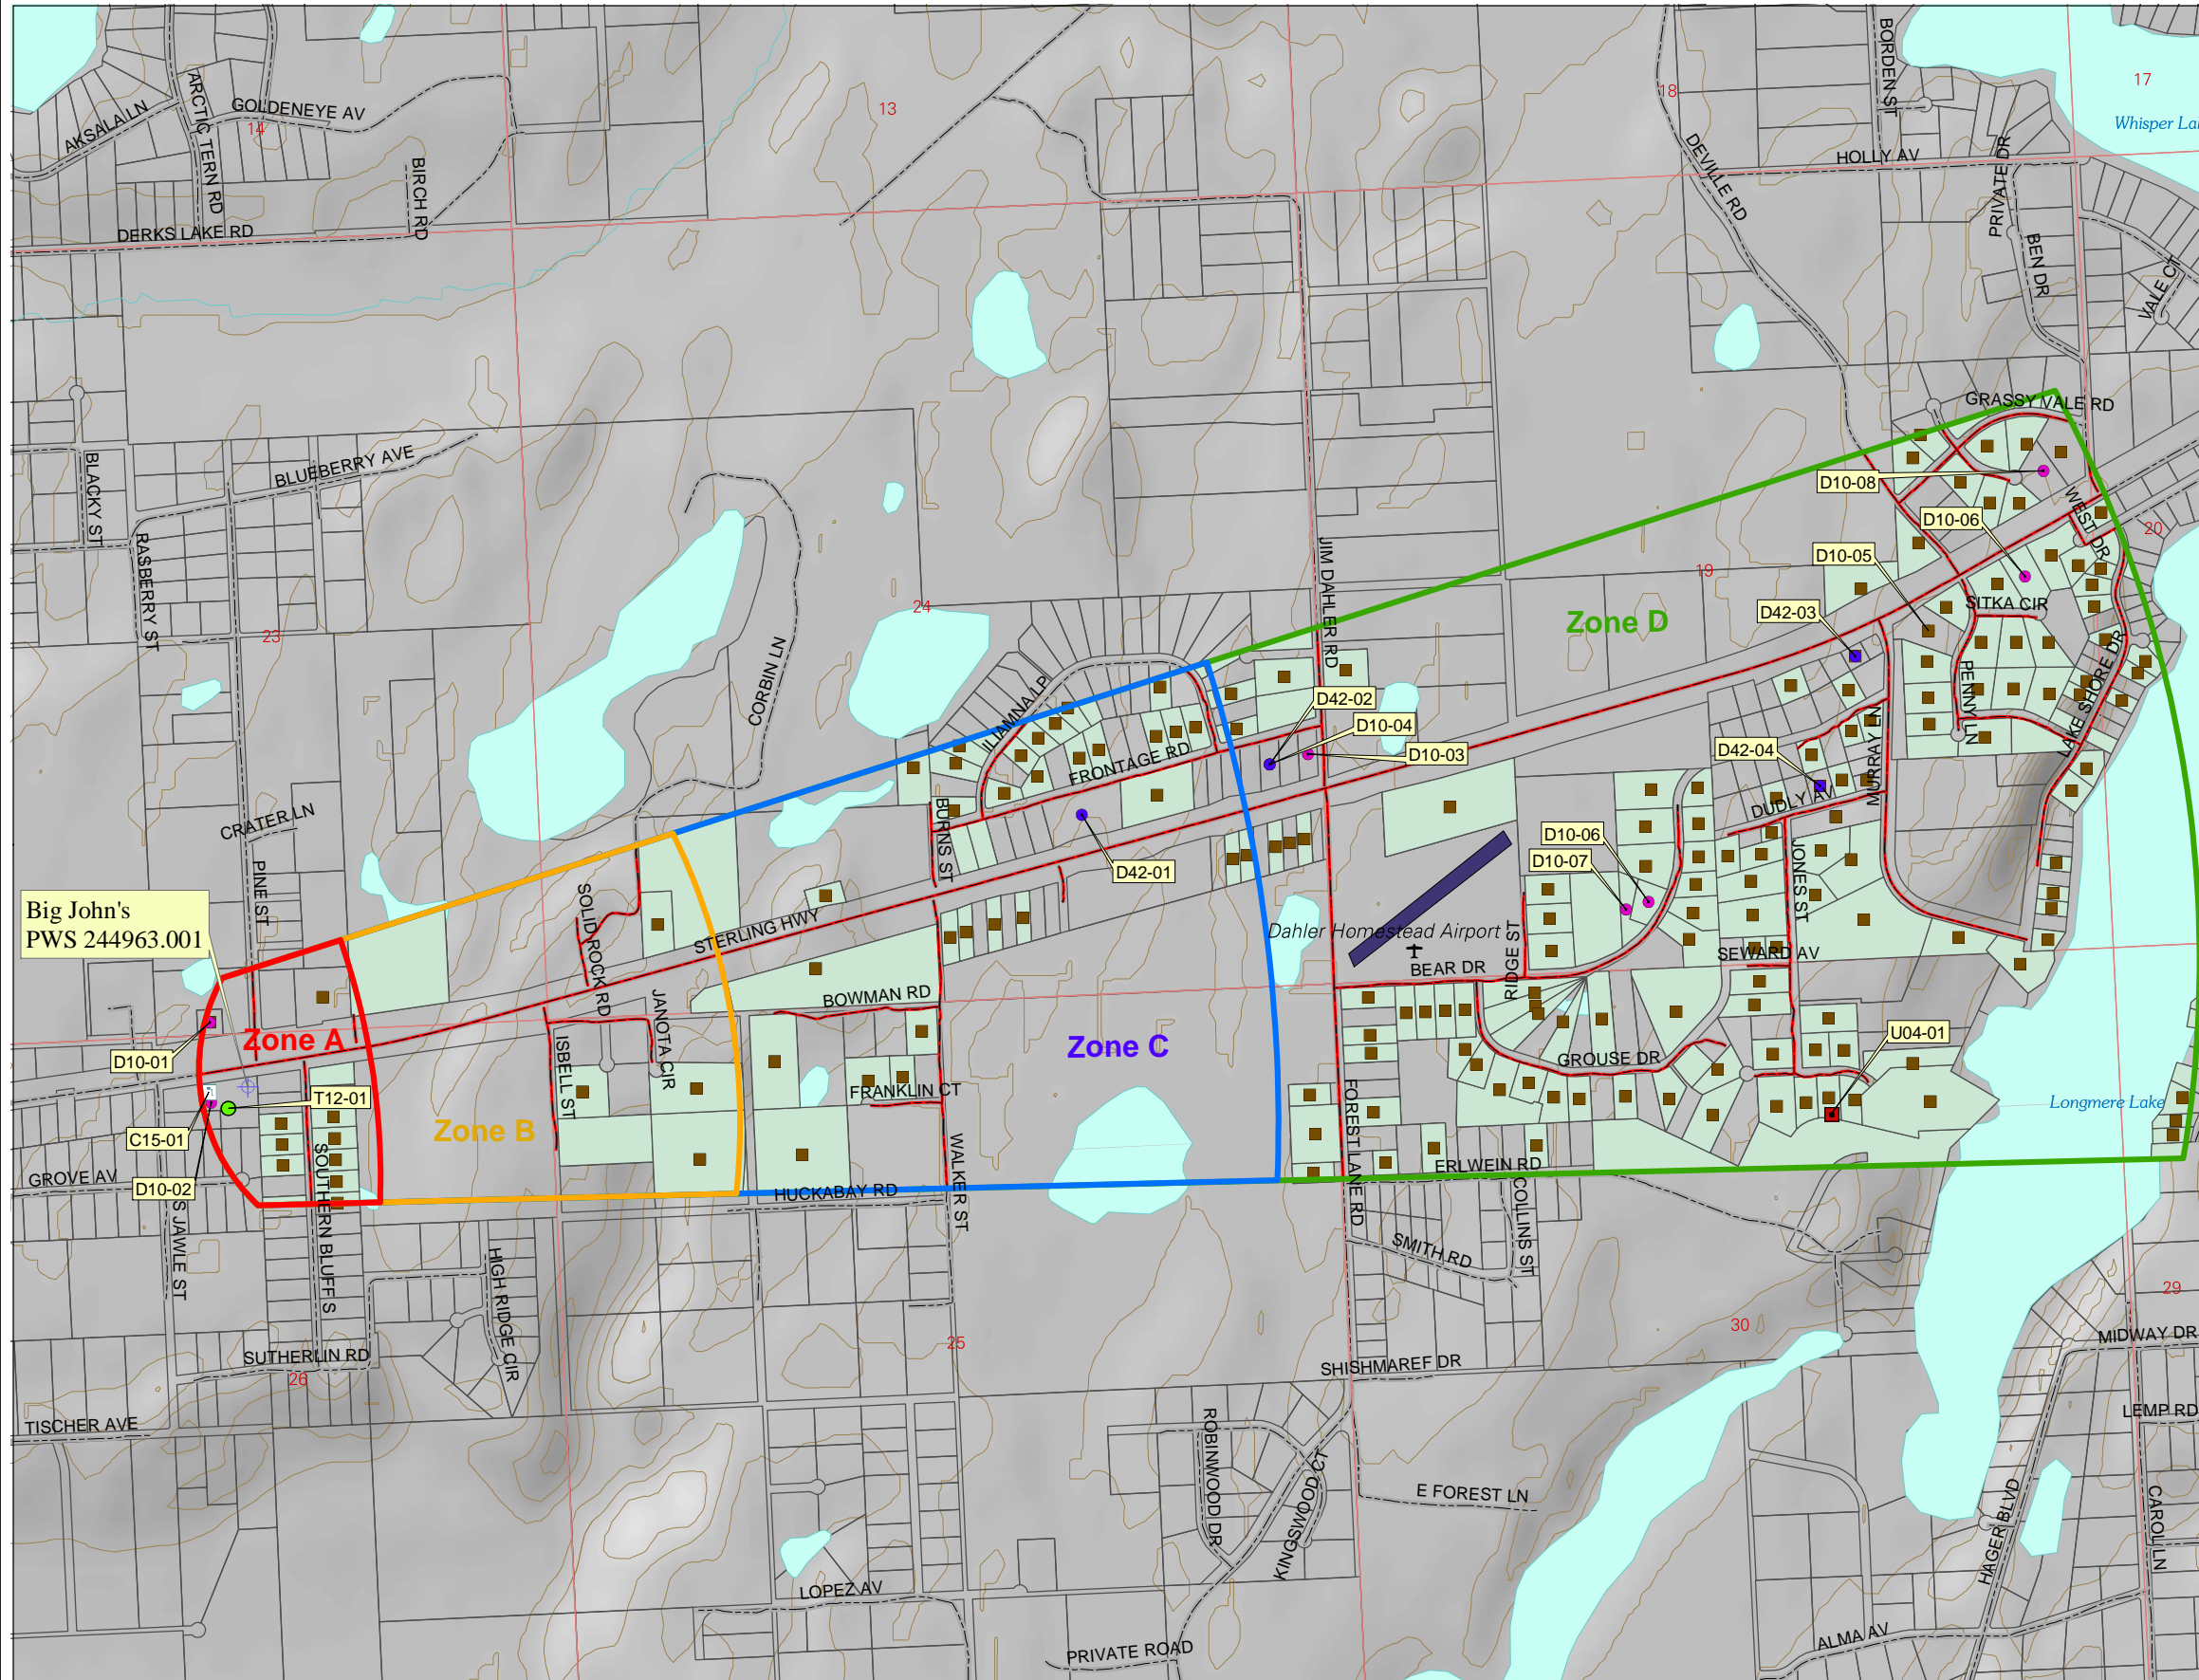 BORDEN ST
17
18
13
AKSALA LN
ARCTIC TERN RD
GOLDENEYE AV
14
Whisper Lak
BIRCH RD
DEVILLE RD
HOLLY AV
PRIVATE DR
DERKS LAKE RD
BEN DR
VALE CT
GRASSY VALE RD
BLUEBERRY AVE
BLACKY ST
D10-08
WEST DR
D10-06
20
RASBERRY ST
JIM DAHLER RD
D10-05
19
24
23
D42-03
SITKA CIR
Zone D
CORBIN LN
ILIAMNA LP
D42-02
PENNY LN
LAKE SHORE DR
D10-04
FRONTAGE RD
D10-03
D42-04
MURRAY LN
DUDLY AV
CRATER LN
BURNS ST
D42-01
D10-06
D10-07
JONES ST
PINE ST
SOLID ROCK RD
Big John's
PWS 244963.001
STERLING HWY
Dahler Homestead Airport
RIDGE ST
SEWARD AV
BEAR DR
BOWMAN RD
JANOTA CIR
Zone A
Zone C
U04-01
D10-01
ISBELL ST
GROUSE DR
FRANKLIN CT
T12-01
Longmere Lake
Zone B
C15-01
FOREST LANE RD
WALKER ST
SOUTHERN BLUFF S
GROVE AV
D10-02
ERLWEIN RD
HUCKABAY RD
COLLINS ST
S JAWLE ST
SMITH RD
HIGH RIDGE CIR
29
30
25
MIDWAY DR
SUTHERLIN RD
SHISHMAREF DR
26
LEMP RD
TISCHER AVE
ROBINWOOD DR
KINGSWOOD CT
E FOREST LN
HAGER BLVD
CAROL LN
LOPEZ AV
ALMA AV
PRIVATE ROAD